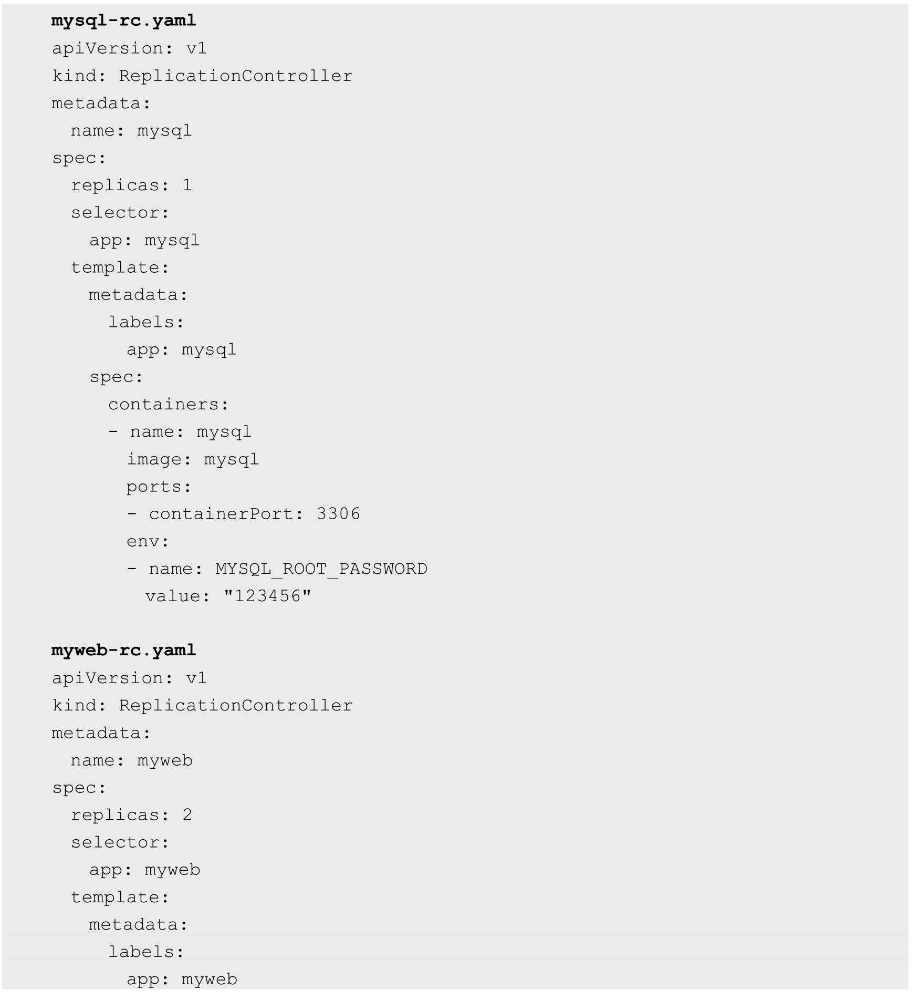 mysql-rc.yaml
apiVersion: v1
kind: ReplicationController
metadata:
  name: mysql
spec:
  replicas: 1
  selector:
    app: mysql
  template:
    metadata:
      labels:
        app: mysql
    spec:
      containers:
      - name: mysql
        image: mysql
        ports:
        - containerPort: 3306
        env:
        - name: MYSQL_ROOT_PASSWORD
          value: "123456"

myweb-rc.yaml
apiVersion: v1
kind: ReplicationController
metadata:
  name: myweb
spec:
  replicas: 2
  selector:
    app: myweb
  template:
    metadata:
      labels:
        app: myweb